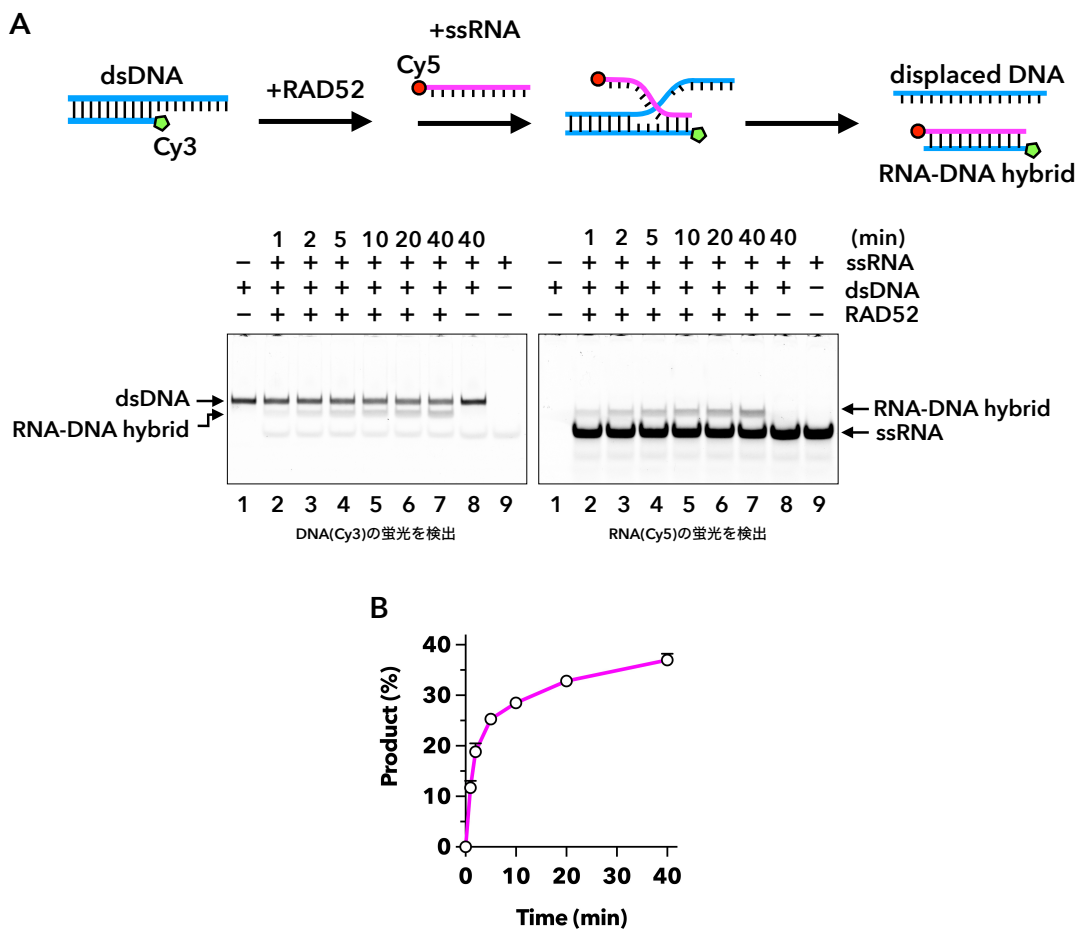 A
+ssRNA
dsDNA
+RAD52
Cy5
Cy3
displaced DNA
RNA-DNA hybrid
1 2 5 10 20 40 40
1 2 5 10 20 40 40 (min)
− + + + + + + + +
− + + + + + + + + ssRNA
+ + + + + + + + −
+ + + + + + + + − dsDNA
− + + + + + + − −
− + + + + + + − − RAD52
dsDNA
RNA-DNA hybrid
RNA-DNA hybrid
ssRNA
1 2 3 4 5 6 7 8 9
1 2 3 4 5 6 7 8 9
DNA(Cy3)の蛍光を検出
RNA(Cy5)の蛍光を検出
B
Product (%)
40
30
20
10
0
0 10 20 30 40
Time (min)